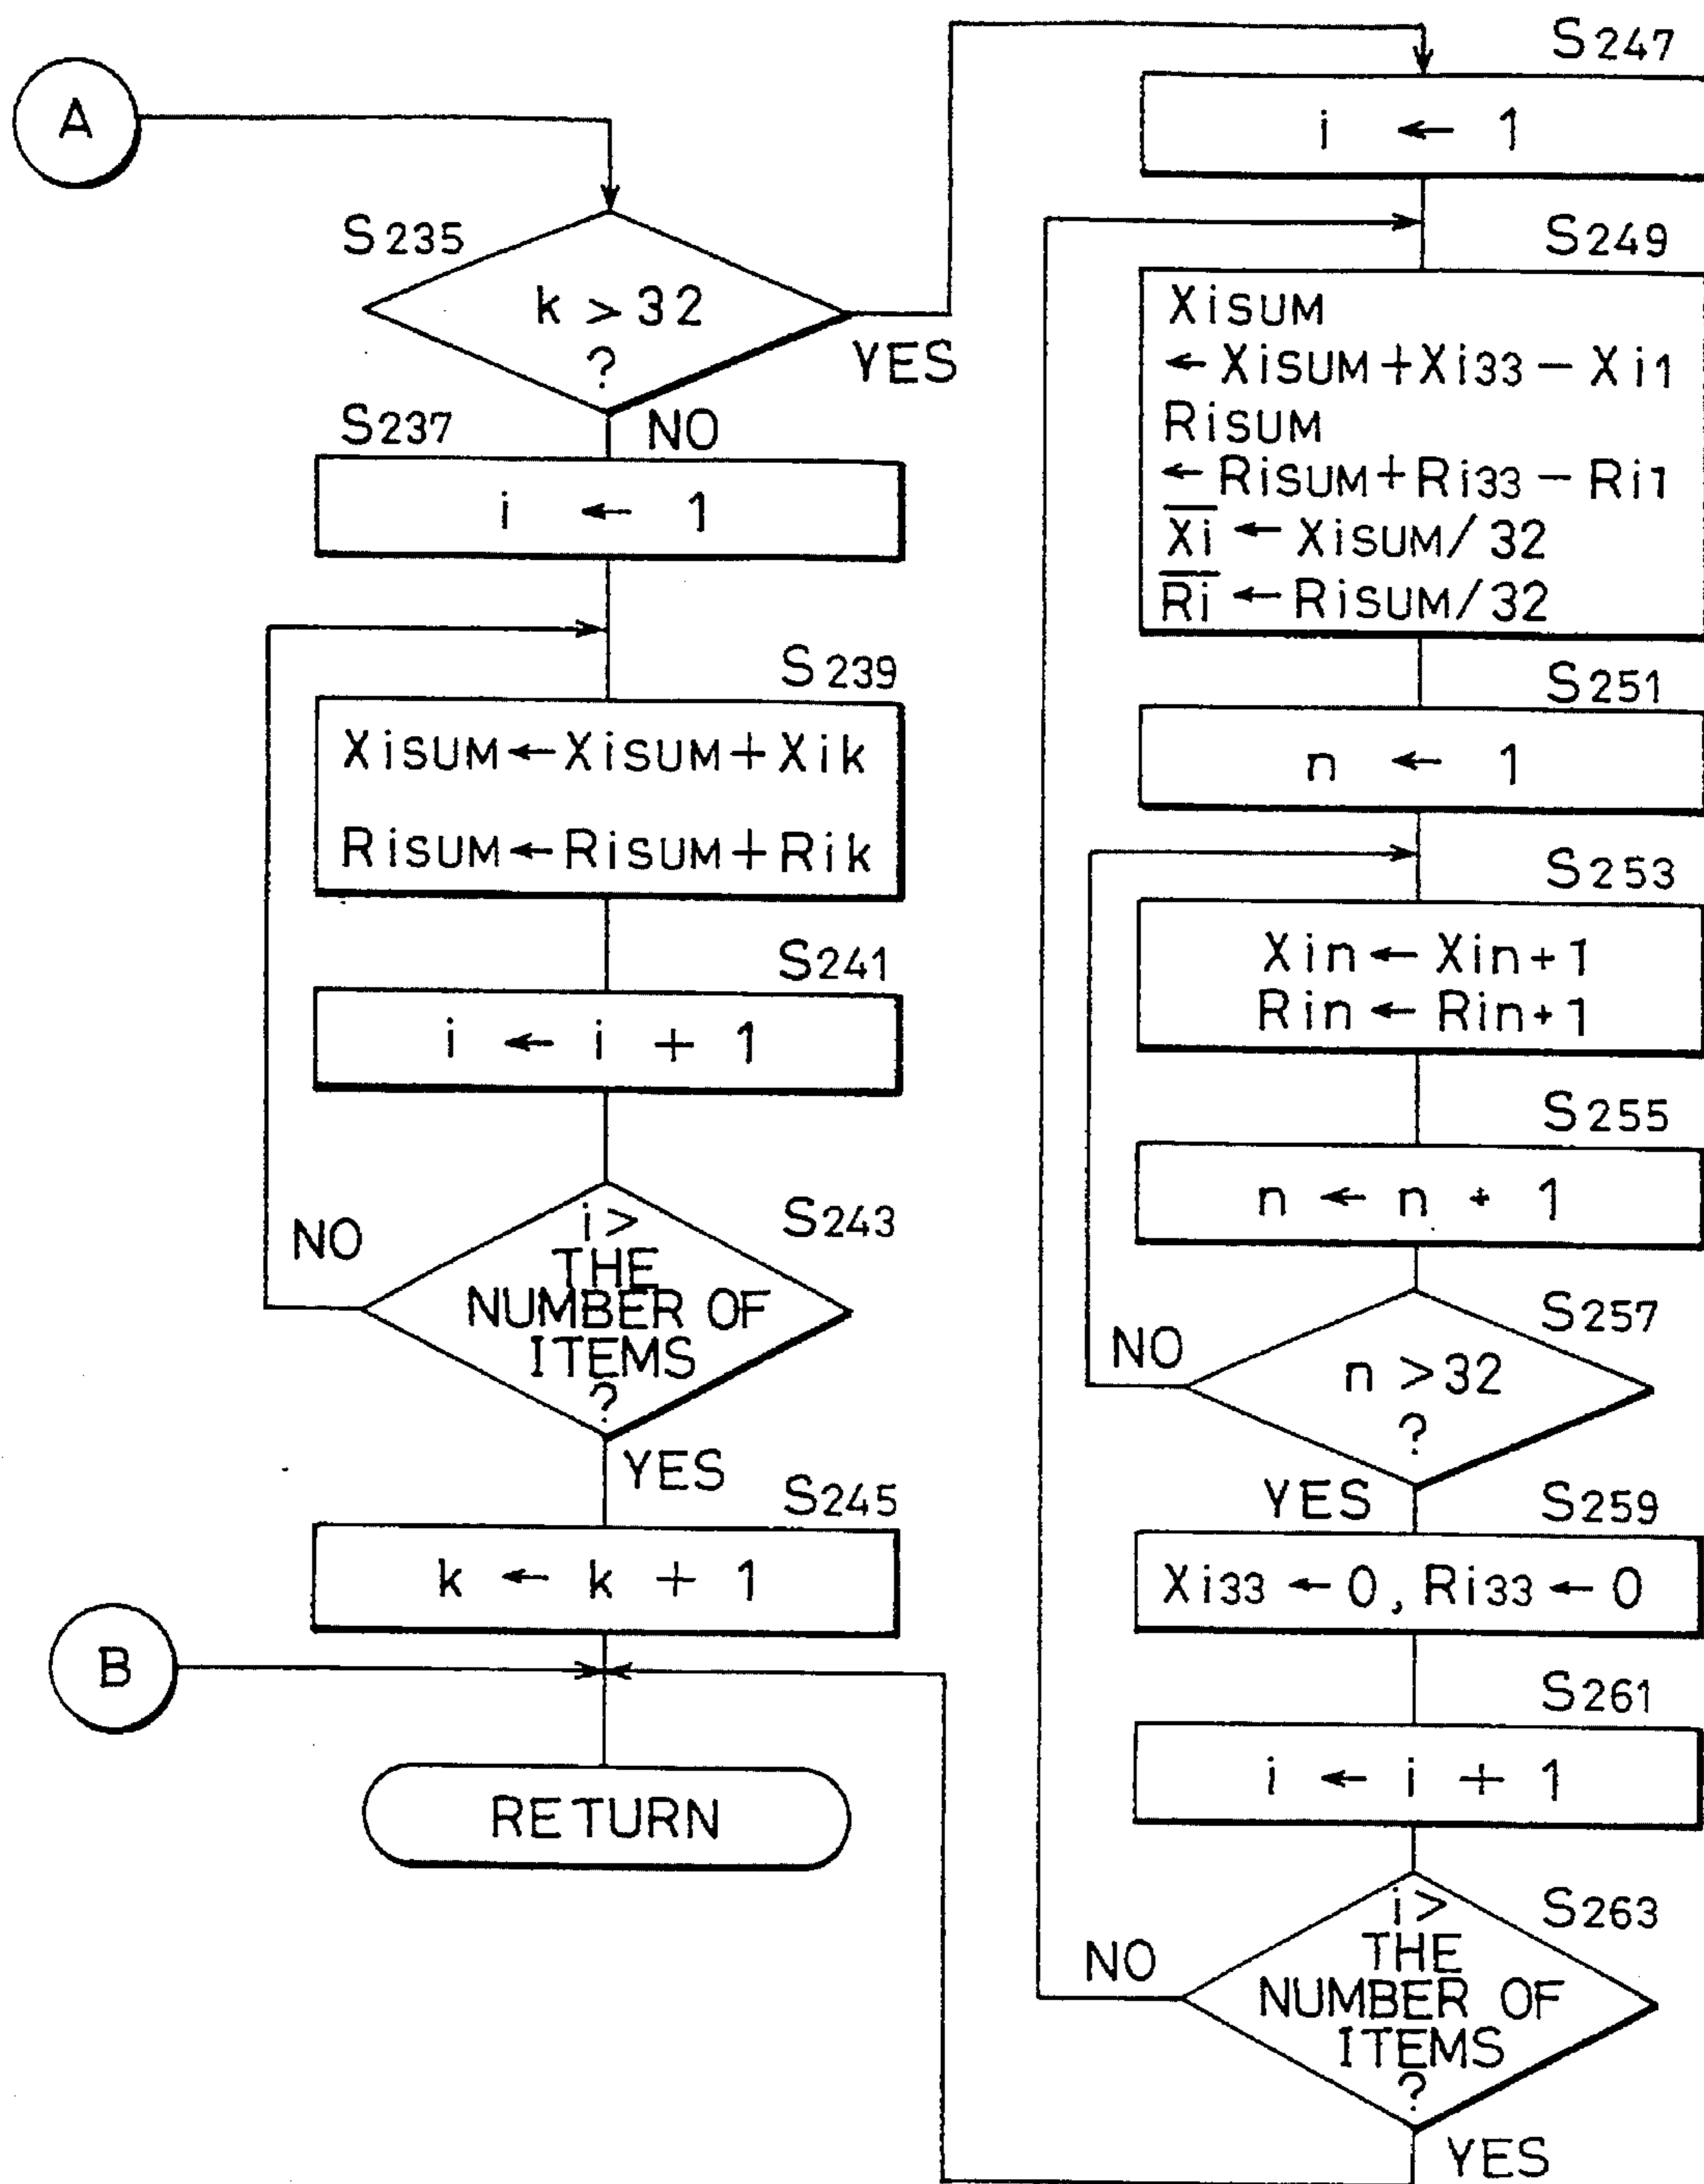 A
S235
k > 32
?
YES
NO
S237
i ← 1
S239
XiSUM ← XiSUM + Xik
RiSUM ← RiSUM + Rik
S241
i ← i + 1
S243
i >
THE
NUMBER OF
ITEMS
?
NO
YES
S245
k ← k + 1
B
RETURN
S247
i ← 1
S249
XiSUM
← XiSUM + Xi33 − Xi1
RiSUM
← RiSUM + Ri33 − Ri1
X̅i̅ ← XiSUM / 32
R̅i̅ ← RiSUM / 32
S251
n ← 1
S253
Xin ← Xin+1
Rin ← Rin+1
S255
n ← n + 1
S257
n > 32
?
NO
YES
S259
Xi33 ← 0, Ri33 ← 0
S261
i ← i + 1
S263
i >
THE
NUMBER OF
ITEMS
?
NO
YES